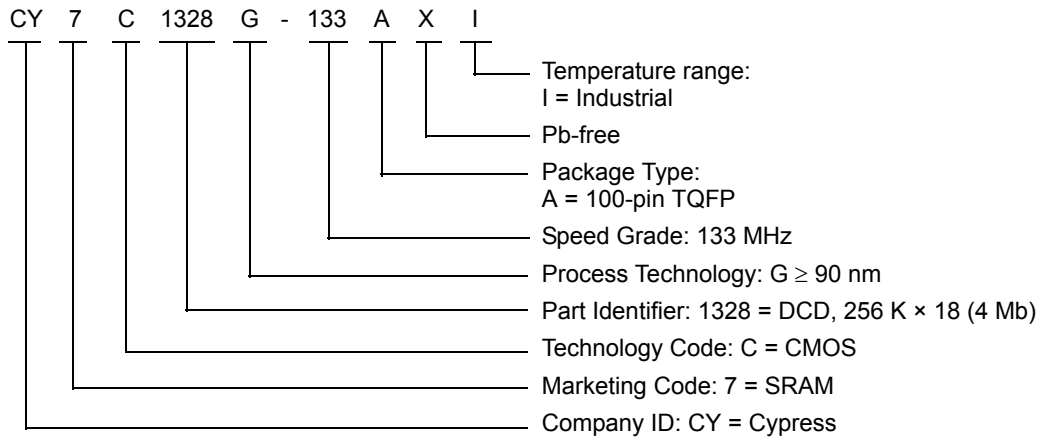 CY 7 C 1328 G - 133 A X I
Temperature range:
I = Industrial
Pb-free
Package Type:
A = 100-pin TQFP
Speed Grade: 133 MHz
Process Technology: G ≥ 90 nm
Part Identifier: 1328 = DCD, 256 K × 18 (4 Mb)
Technology Code: C = CMOS
Marketing Code: 7 = SRAM
Company ID: CY = Cypress